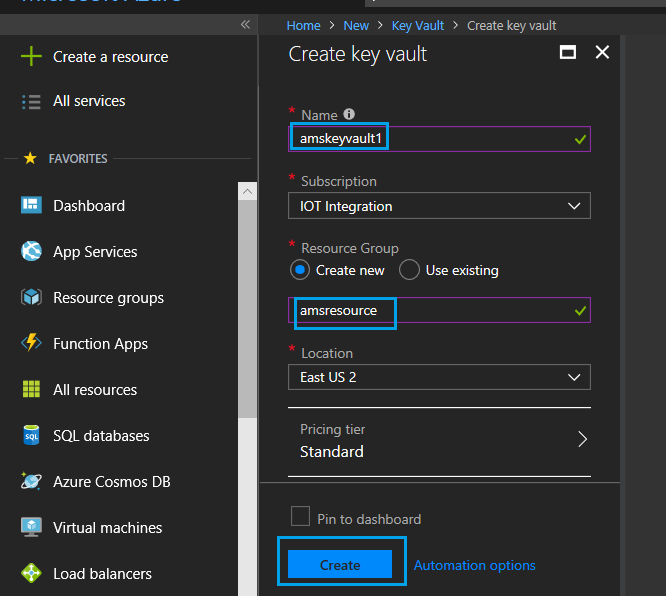 Microsoft Azure
Home > New > Key Vault > Create key vault
Create a resource
All services
FAVORITES
Dashboard
App Services
Resource groups
Function Apps
All resources
SQL databases
Azure Cosmos DB
Virtual machines
Load balancers
Create key vault
* Name
amskeyvault1
* Subscription
IOT Integration
* Resource Group
Create new Use existing
amsresource
* Location
East US 2
Pricing tier
Standard
Pin to dashboard
Create Automation options